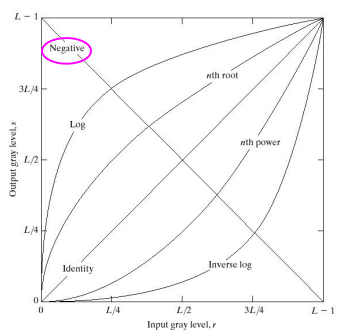 L − 1
Negative
nth root
3L/4
Log
nth power
Output gray level, s
L/2
L/4
Identity
Inverse log
0
0
L/4
L/2
3L/4
L − 1
Input gray level, r